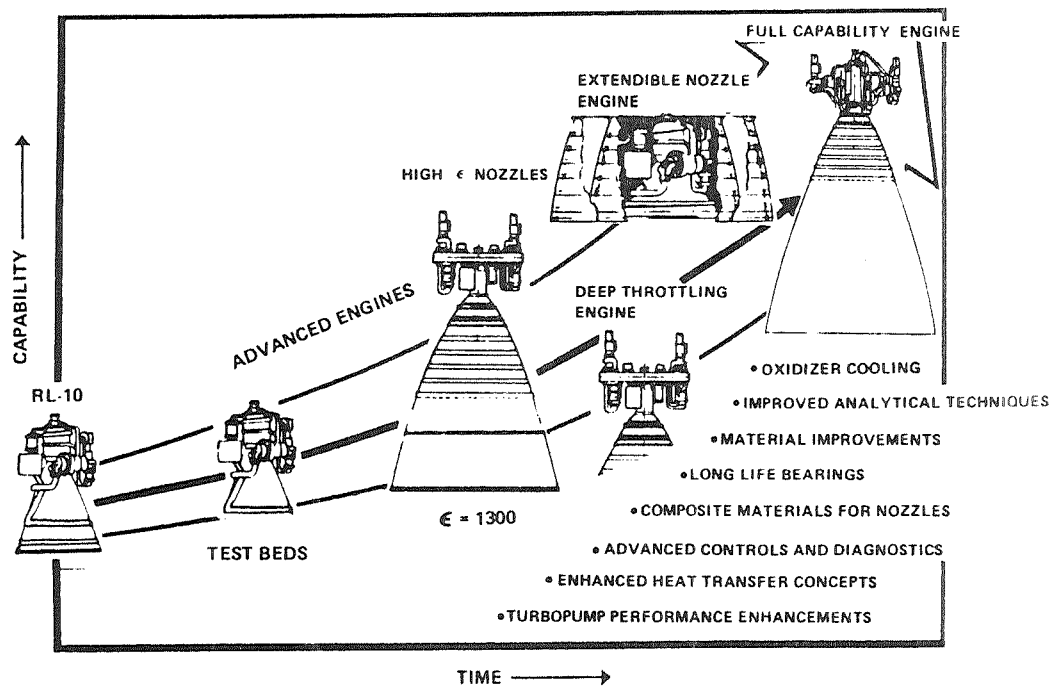 FULL CAPABILITY ENGINE
EXTENDIBLE NOZZLE
ENGINE
HIGH ϵ NOZZLES
CAPABILITY
ADVANCED ENGINES
DEEP THROTTLING
ENGINE
RL-10
• OXIDIZER COOLING
• IMPROVED ANALYTICAL TECHNIQUES
• MATERIAL IMPROVEMENTS
• LONG LIFE BEARINGS
ϵ = 1300
• COMPOSITE MATERIALS FOR NOZZLES
TEST BEDS
• ADVANCED CONTROLS AND DIAGNOSTICS
• ENHANCED HEAT TRANSFER CONCEPTS
• TURBOPUMP PERFORMANCE ENHANCEMENTS
TIME